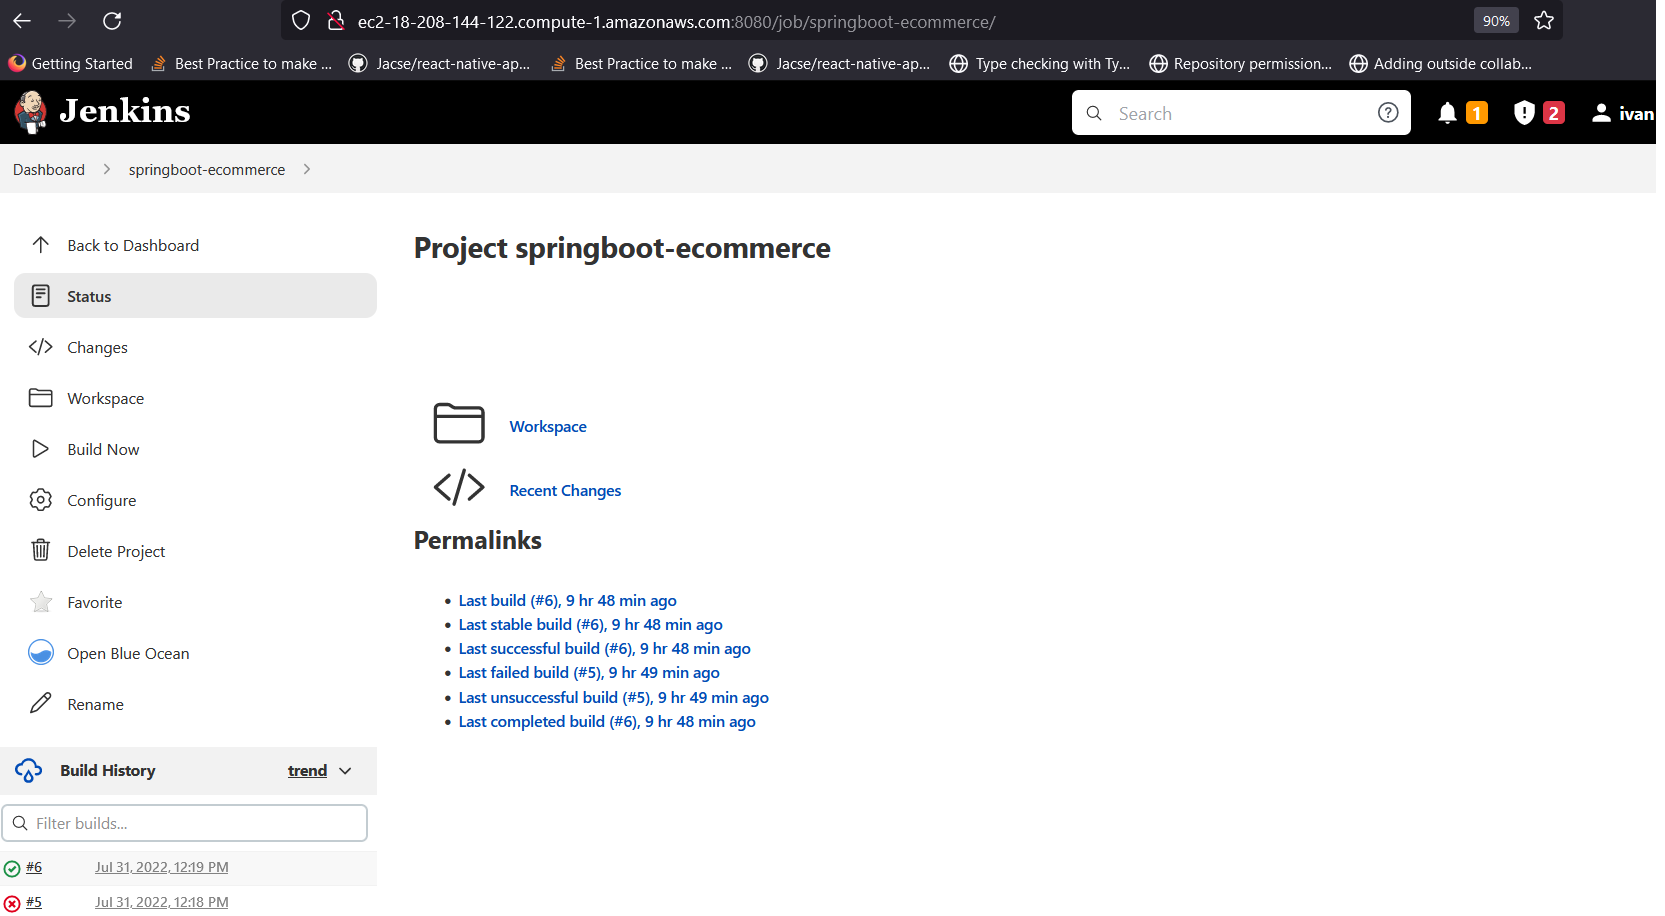 ec2-18-208-144-122.compute-1.amazonaws.com:8080/job/springboot-ecommerce/ 90%
Getting Started Best Practice to make ... Jacse/react-native-ap... Best Practice to make ... Jacse/react-native-ap... Type checking with Ty... Repository permission... Adding outside collab...
Jenkins Search 1 2 ivan
Dashboard springboot-ecommerce
Back to Dashboard
Status
Changes
Workspace
Build Now
Configure
Delete Project
Favorite
Open Blue Ocean
Rename
Build History trend
Filter builds...
#6 Jul 31, 2022, 12:19 PM
#5 Jul 31, 2022, 12:18 PM
Project springboot-ecommerce
Workspace
Recent Changes
Permalinks
Last build (#6), 9 hr 48 min ago
Last stable build (#6), 9 hr 48 min ago
Last successful build (#6), 9 hr 48 min ago
Last failed build (#5), 9 hr 49 min ago
Last unsuccessful build (#5), 9 hr 49 min ago
Last completed build (#6), 9 hr 48 min ago